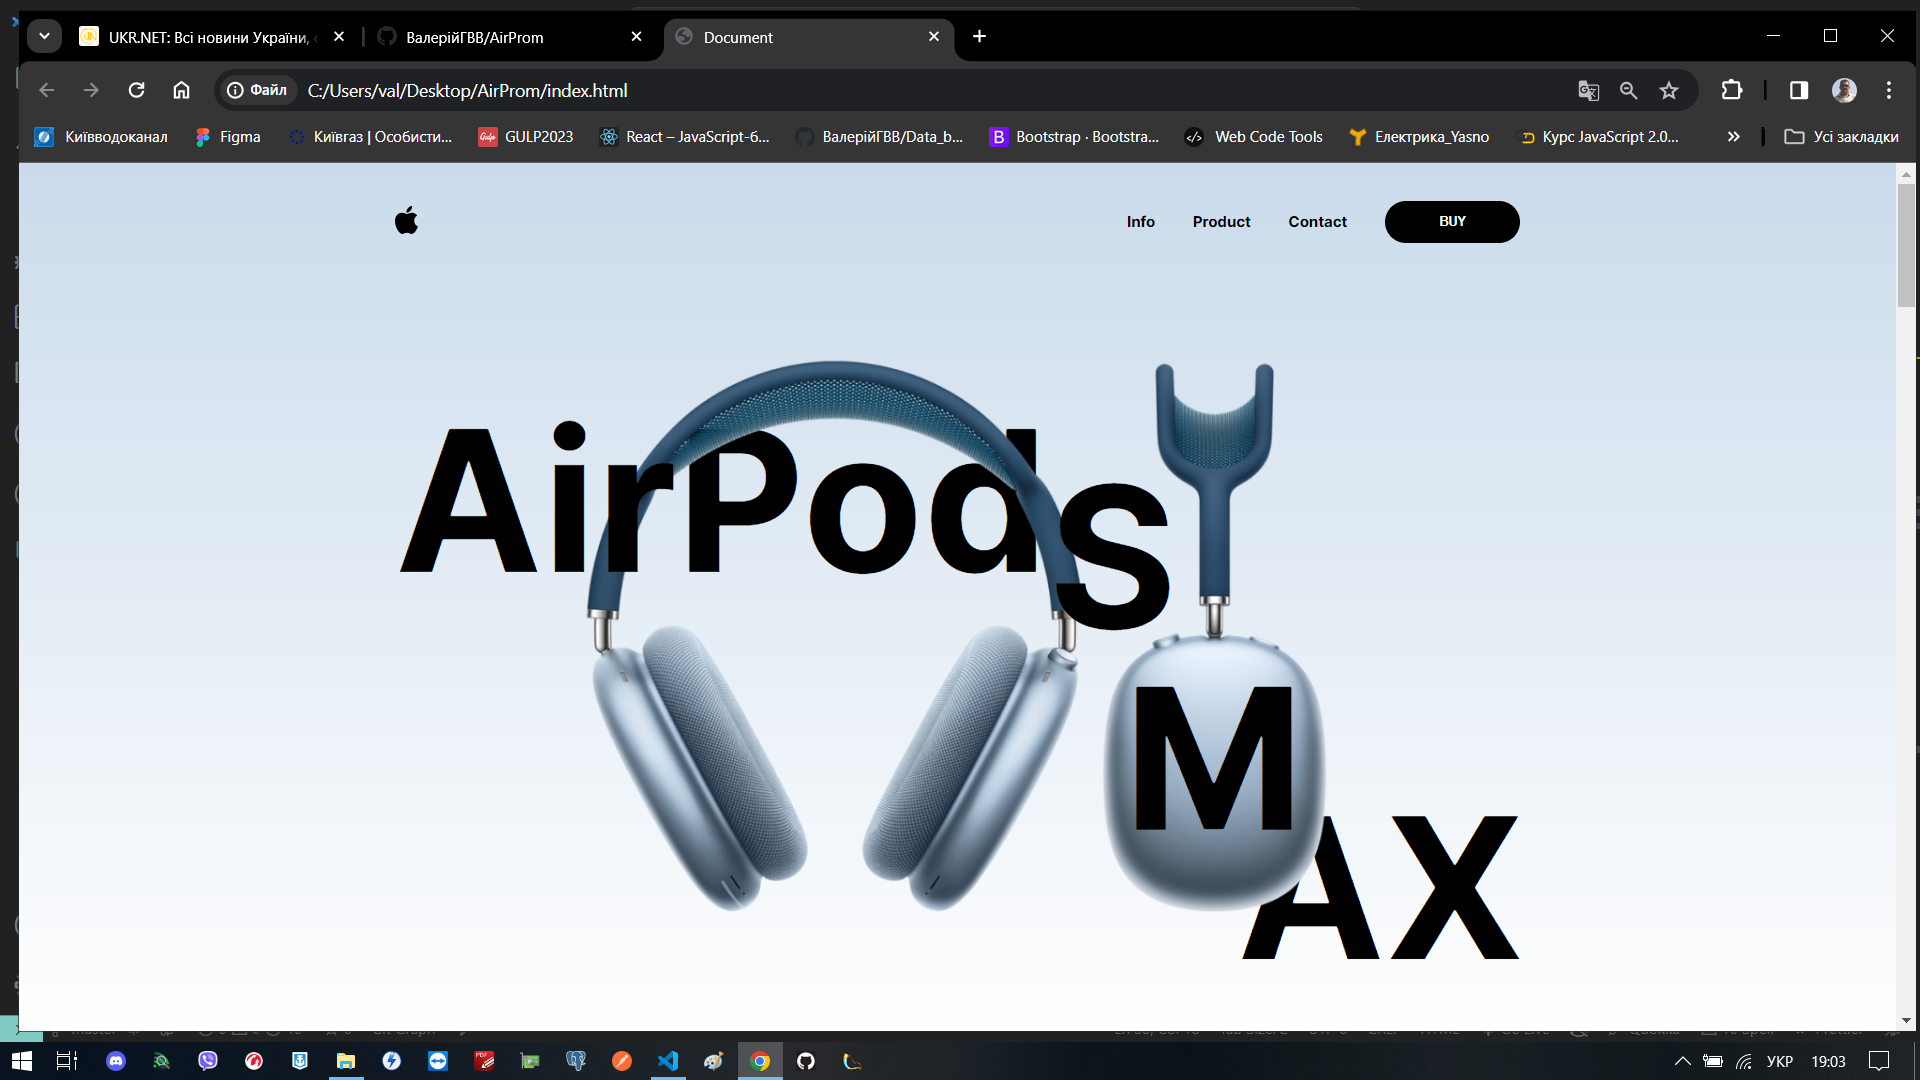 UKR.NET: Всі новини України,
ВалерійГВВ/AirProm
Document
Файл
C:/Users/val/Desktop/AirProm/index.html
Київводоканал
Figma
Київгаз | Особисти...
GULP2023
React – JavaScript-6...
ВалерійГВВ/Data_b...
Bootstrap · Bootstra...
Web Code Tools
Електрика_Yasno
Курс JavaScript 2.0...
Усі закладки
Info
Product
Contact
BUY
AirPods
M
AX
УКР
19:03